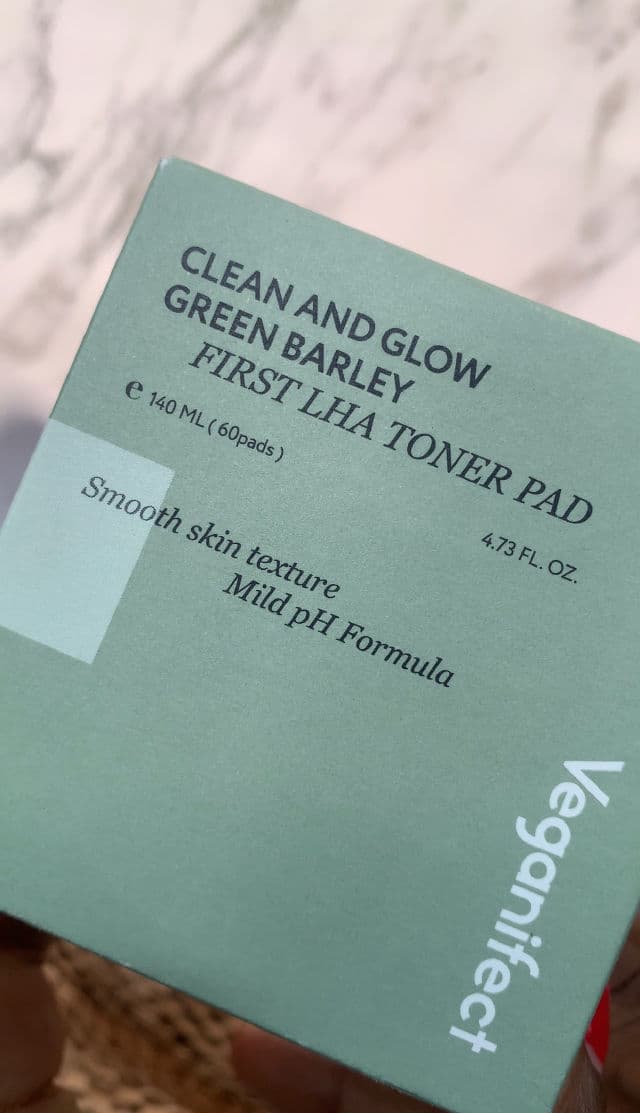 CLEAN AND GLOW
GREEN BARLEY
FIRST LHA TONER PAD
e 140 ML ( 60pads )
4.73 FL. OZ.
Smooth skin texture
Mild pH Formula
Veganifect